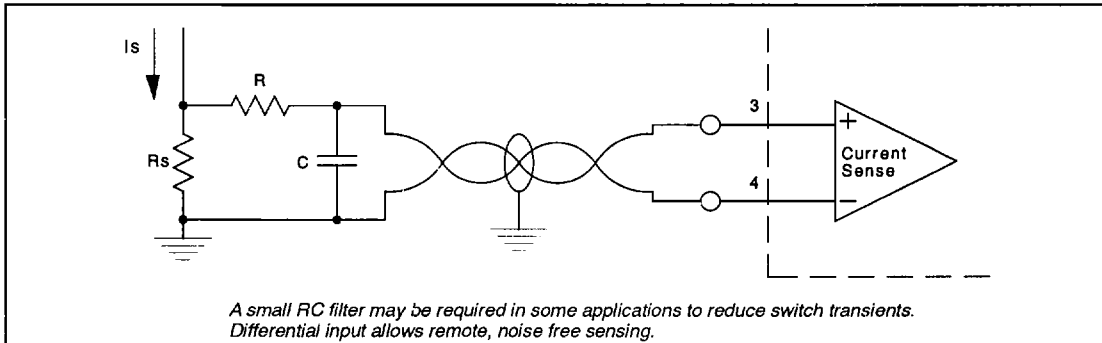 Is
R
3
Rs
C
Current
Sense
4
A small RC filter may be required in some applications to reduce switch transients.
Differential input allows remote, noise free sensing.